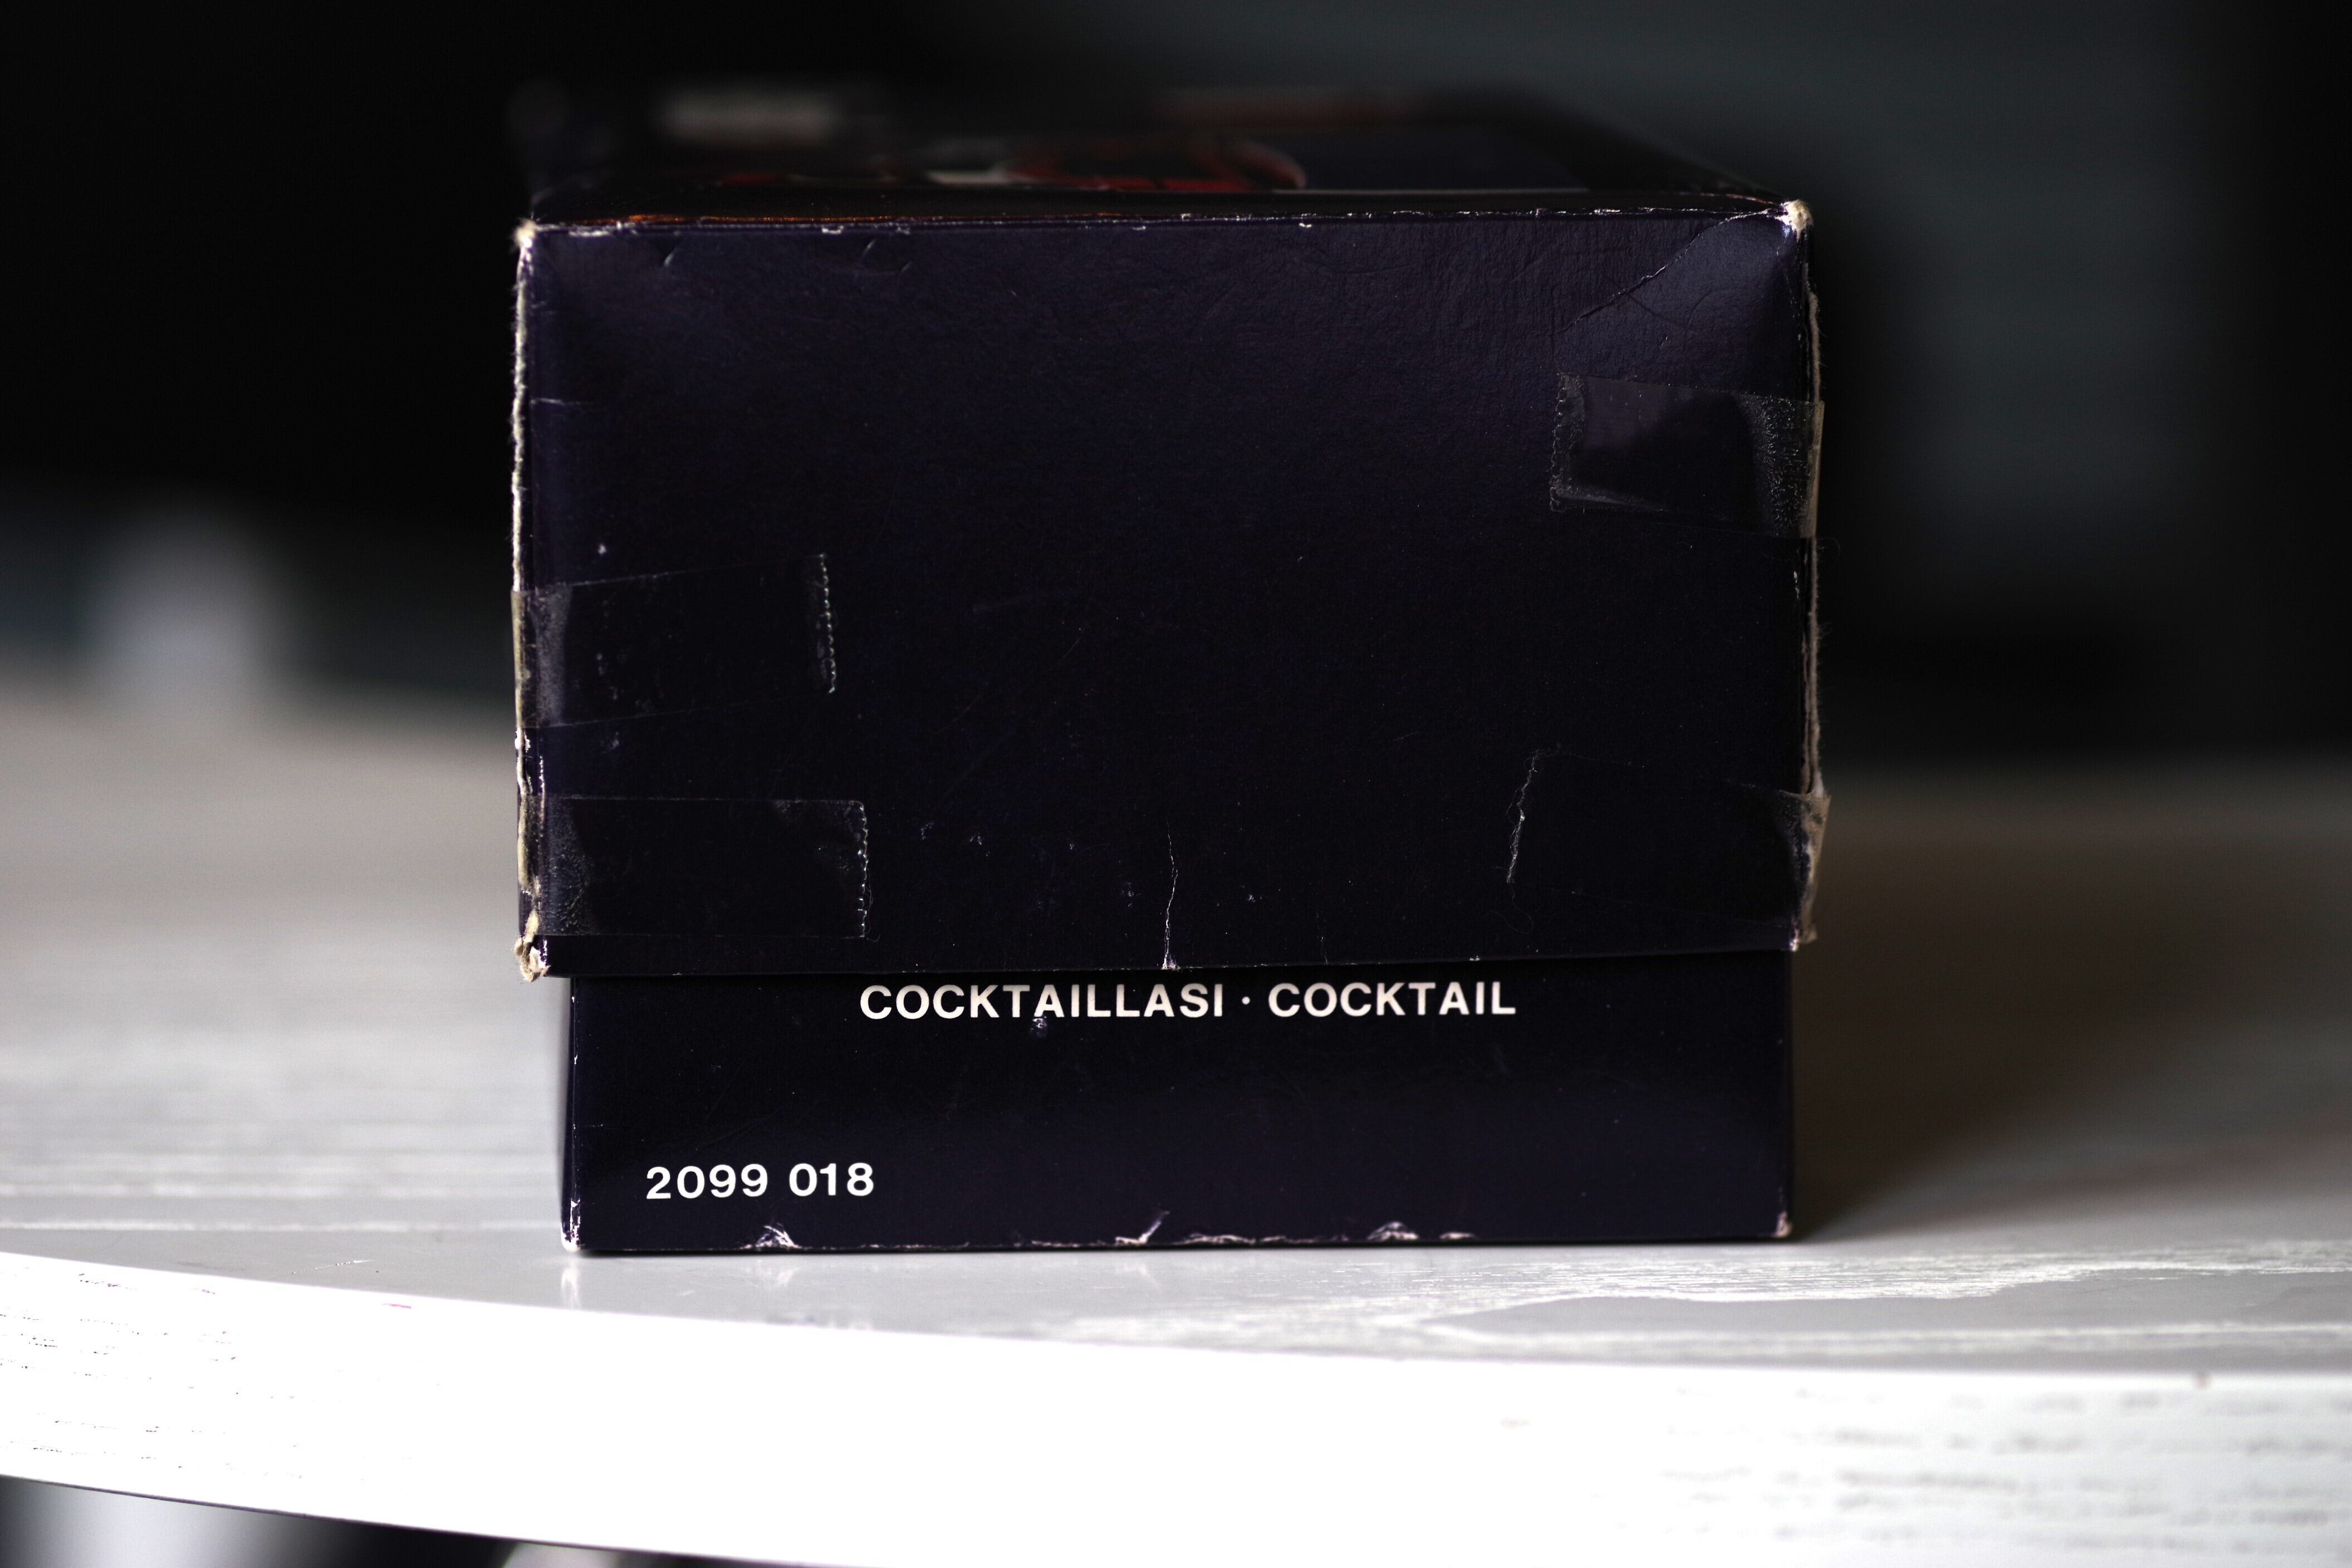 COCKTAILLASI · COCKTAIL
2099 018